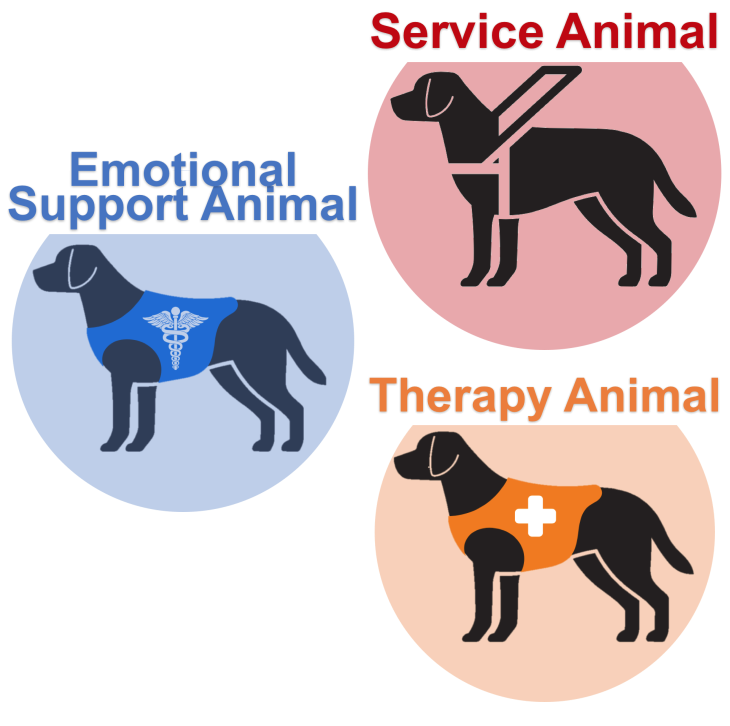 Service Animal
Emotional
Support Animal
Therapy Animal